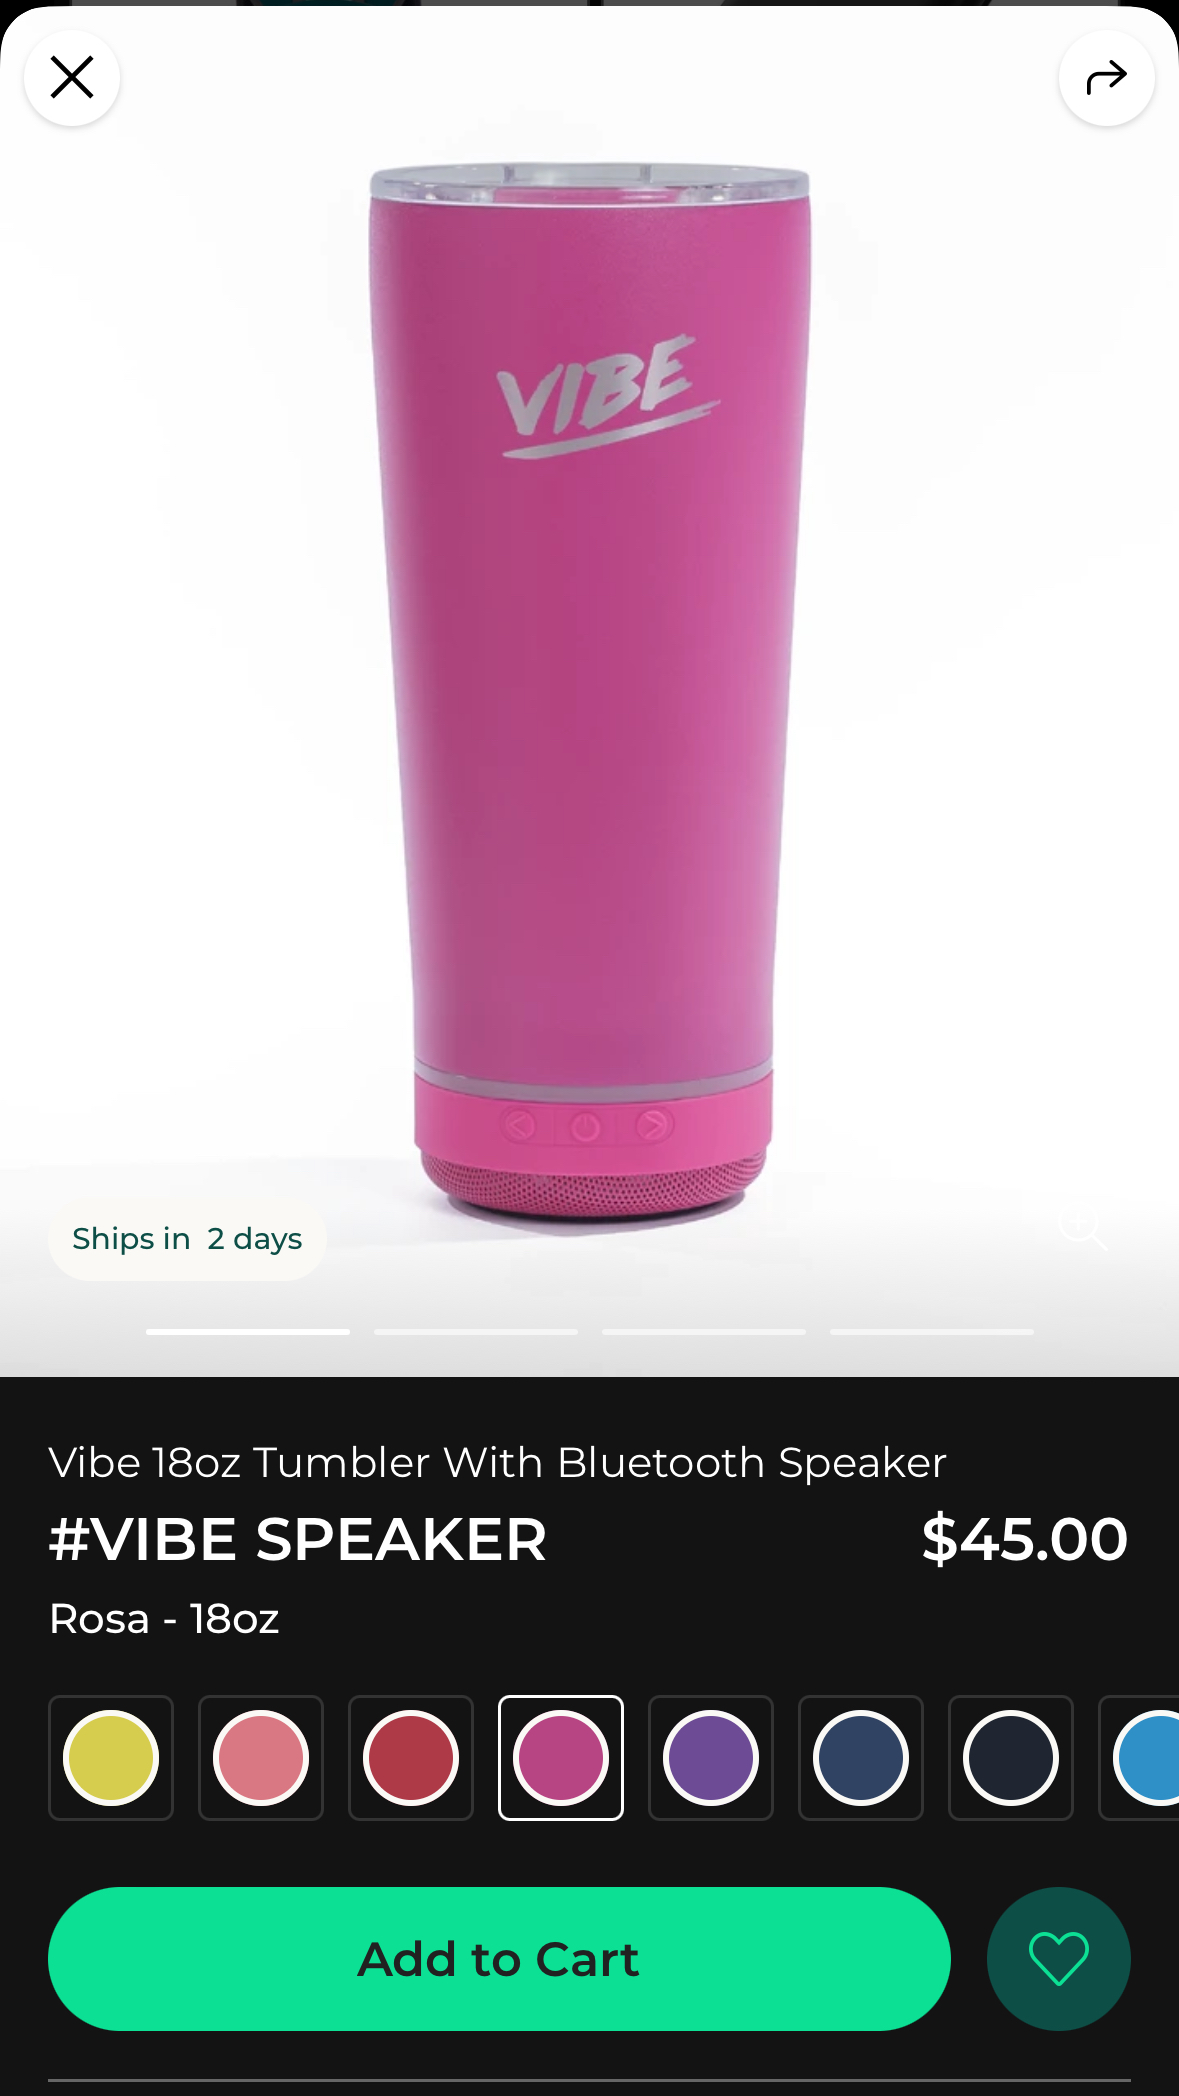 VIBE
Ships in 2 days
Vibe 18oz Tumbler With Bluetooth Speaker
#VIBE SPEAKER
$45.00
Rosa - 18oz
Add to Cart